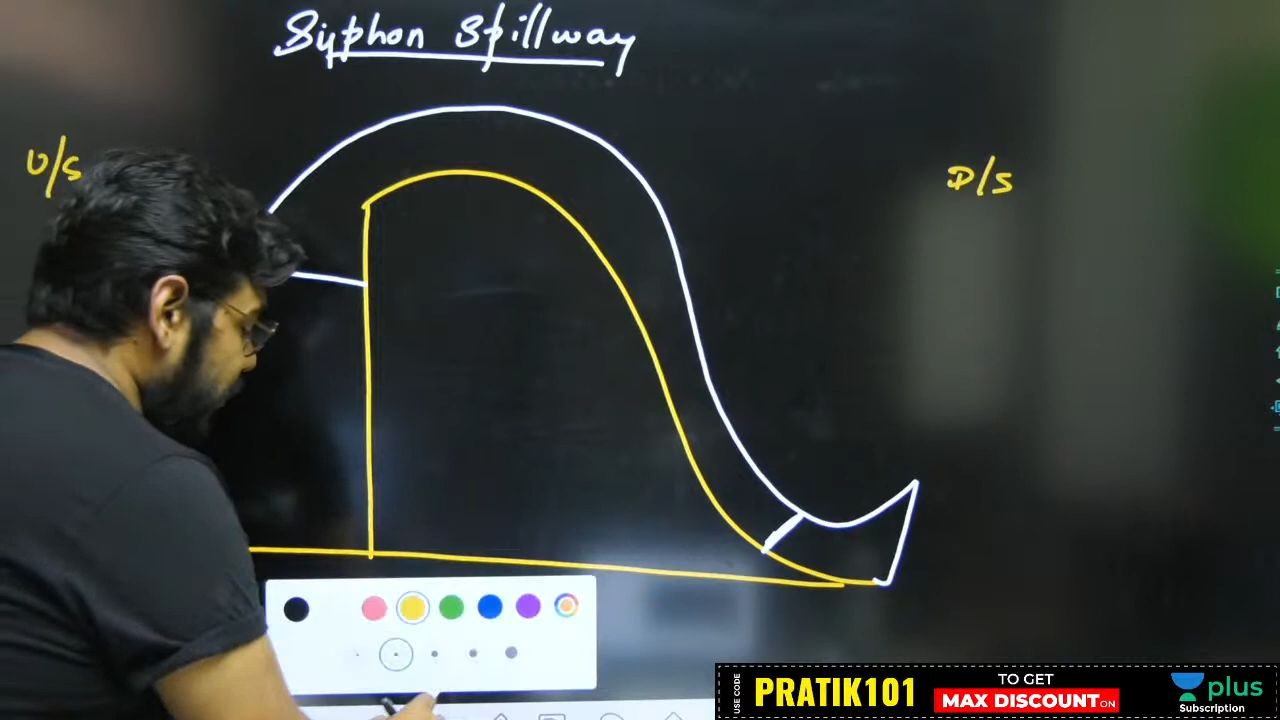 Syphon Spillway
U/S
D/S
USE CODE
PRATIK101
TO GET
MAX DISCOUNT ON
plus
Subscription